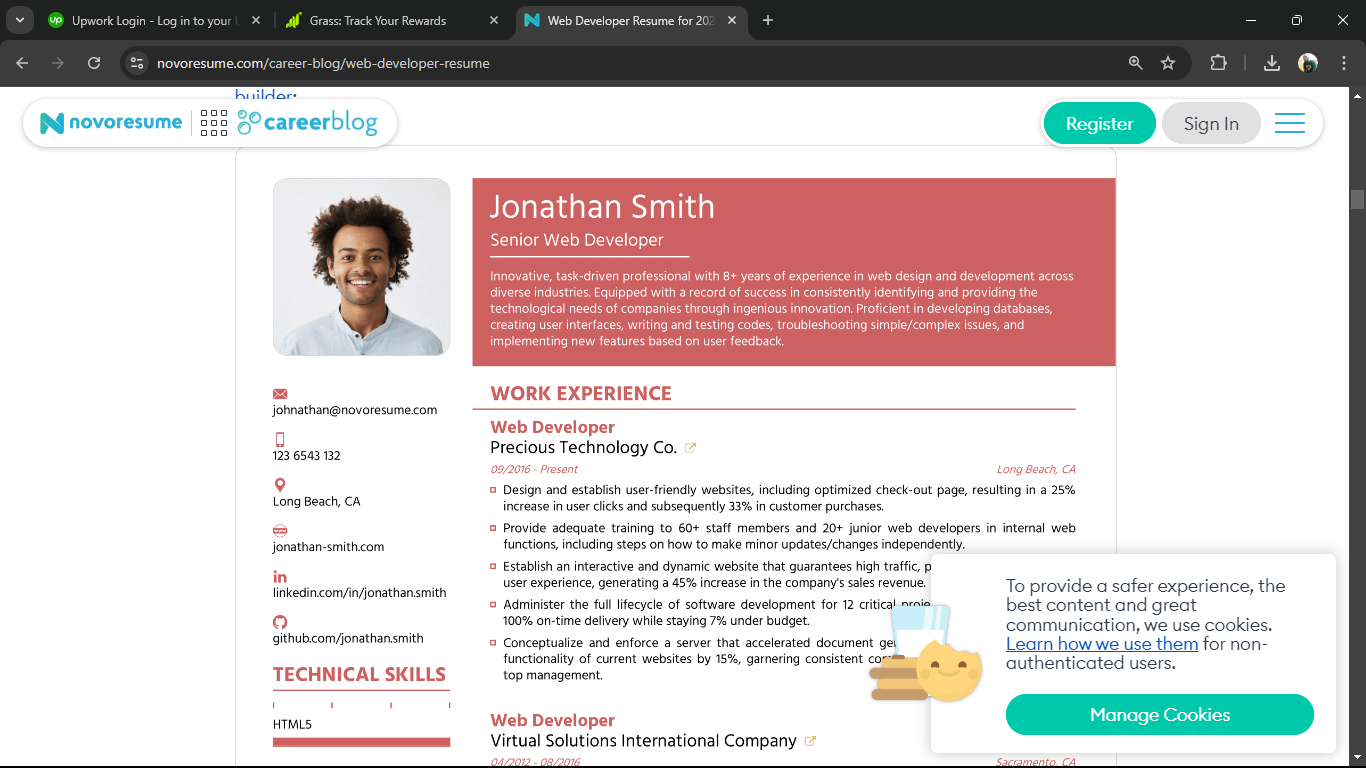 Upwork Login - Log in to your
Grass: Track Your Rewards
Web Developer Resume for 202
novoresume.com/career-blog/web-developer-resume
builder:
novoresume
careerblog
Register
Sign In
Jonathan Smith
Senior Web Developer
Innovative, task-driven professional with 8+ years of experience in web design and development across
diverse industries. Equipped with a record of success in consistently identifying and providing the
technological needs of companies through ingenious innovation. Proficient in developing databases,
creating user interfaces, writing and testing codes, troubleshooting simple/complex issues, and
implementing new features based on user feedback.
johnathan@novoresume.com
123 6543 132
Long Beach, CA
jonathan-smith.com
linkedin.com/in/jonathan.smith
github.com/jonathan.smith
TECHNICAL SKILLS
HTML5
WORK EXPERIENCE
Web Developer
Precious Technology Co.
09/2016 - Present
Long Beach, CA
Design and establish user-friendly websites, including optimized check-out page, resulting in a 25%
increase in user clicks and subsequently 33% in customer purchases.
Provide adequate training to 60+ staff members and 20+ junior web developers in internal web
functions, including steps on how to make minor updates/changes independently.
Establish an interactive and dynamic website that guarantees high traffic,
user experience, generating a 45% increase in the company's sales revenue.
Administer the full lifecycle of software development for 12 critical
100% on-time delivery while staying 7% under budget.
Conceptualize and enforce a server that accelerated document
functionality of current websites by 15%, garnering consistent
top management.
Web Developer
Virtual Solutions International Company
04/2012 - 08/2016
Sacramento, CA
To provide a safer experience, the
best content and great
communication, we use cookies.
Learn how we use them for non-
authenticated users.
Manage Cookies